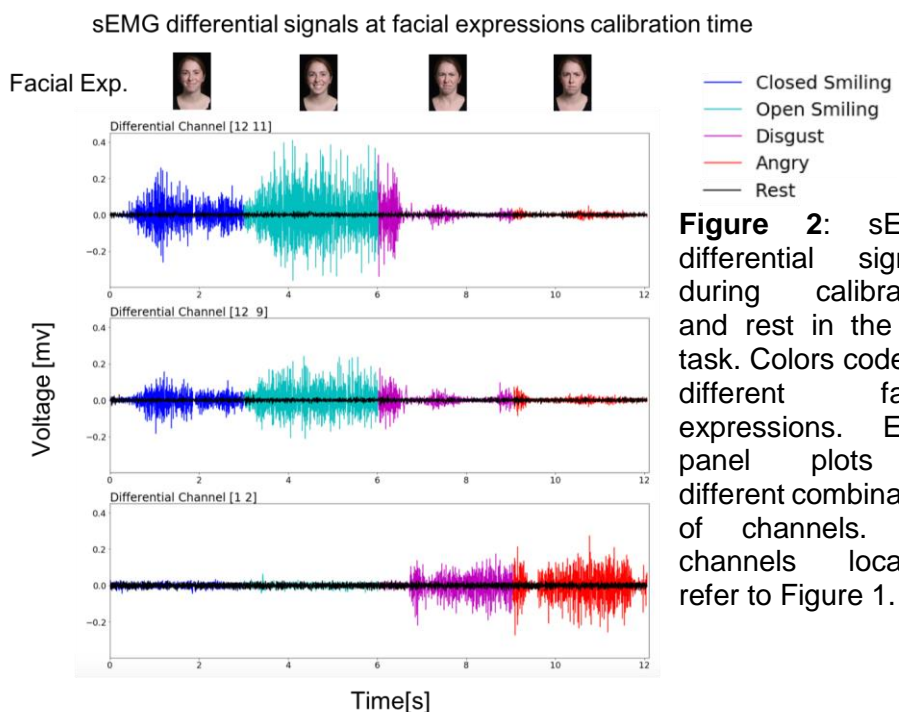 sEMG differential signals at facial expressions calibration time
Facial Exp.
Closed Smiling
Open Smiling
Disgust
Angry
Rest
Differential Channel [12 11]
0.4
0.2
0.0
−0.2
0 2 4 6 8 10 12
Differential Channel [12 9]
0.4
0.2
0.0
−0.2
0 2 4 6 8 10 12
Differential Channel [1 2]
0.4
0.2
0.0
−0.2
0 2 4 6 8 10 12
Voltage [mv]
Time[s]
Figure 2: sE
differential sign
during calibra
and rest in the
task. Colors code
different fa
expressions. E
panel plots
different combina
of channels.
channels loca
refer to Figure 1.